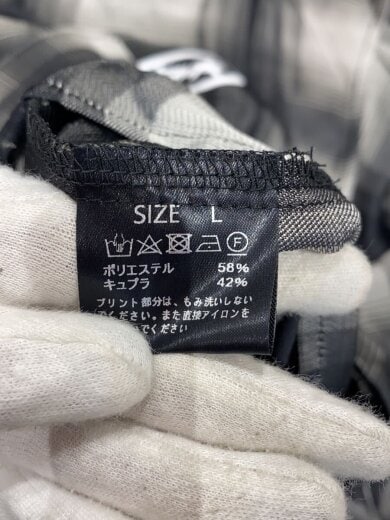 SIZE L
F
ポリエステル 58%
キュプラ 42%
プリント部分は、もみ洗いしない
でください。また直接アイロンを
でください